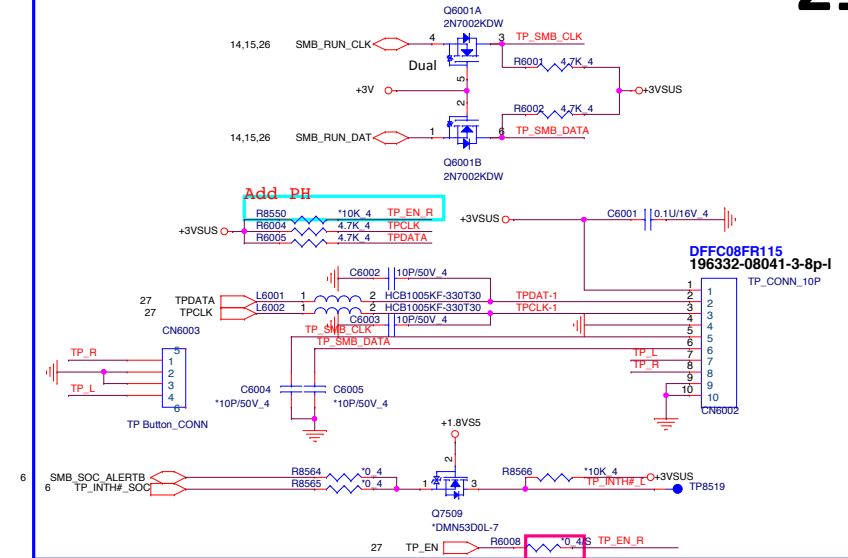 Q6001A
2N7002KDW
14,15,26 SMB_RUN_CLK 4 3 TP_SMB_CLK
Dual
5
R6001 4.7K_4
+3V +3VSUS
2
R6002 4.7K_4
14,15,26 SMB_RUN_DAT 1 6 TP_SMB_DATA
Q6001B
2N7002KDW
Add PH
R8550 *10K_4 TP_EN_R
R6004 4.7K_4 TPCLK
R6005 4.7K_4 TPDATA
+3VSUS
+3VSUS C6001 0.1U/16V_4
DFFC08FR115
196332-08041-3-8p-l
TP_CONN_10P
C6002 10P/50V_4
27 TPDATA L6001 1 2 HCB1005KF-330T30 TPDAT-1
27 TPCLK L6002 1 2 HCB1005KF-330T30 TPCLK-1
C6003 10P/50V_4
TP_SMB_CLK
TP_SMB_DATA
1 1
2 2
3 3
4 4
5 5
6 6
TP_L 7 7
TP_R 8 8
9 9
10 10
CN6002
CN6003
5
TP_R 1
2
3
TP_L 4
6
TP Button_CONN
C6004 C6005
*10P/50V_4 *10P/50V_4
+1.8VS5
2
6 SMB_SOC_ALERTB R8564 *0_4
6 TP_INTH#_SOC R8565 *0_4
1 3
R8566 *10K_4 +3VSUS
TP_INTH#_L TP8519
Q7509
*DMN53D0L-7
27 TP_EN R6008 *0_4/S TP_EN_R